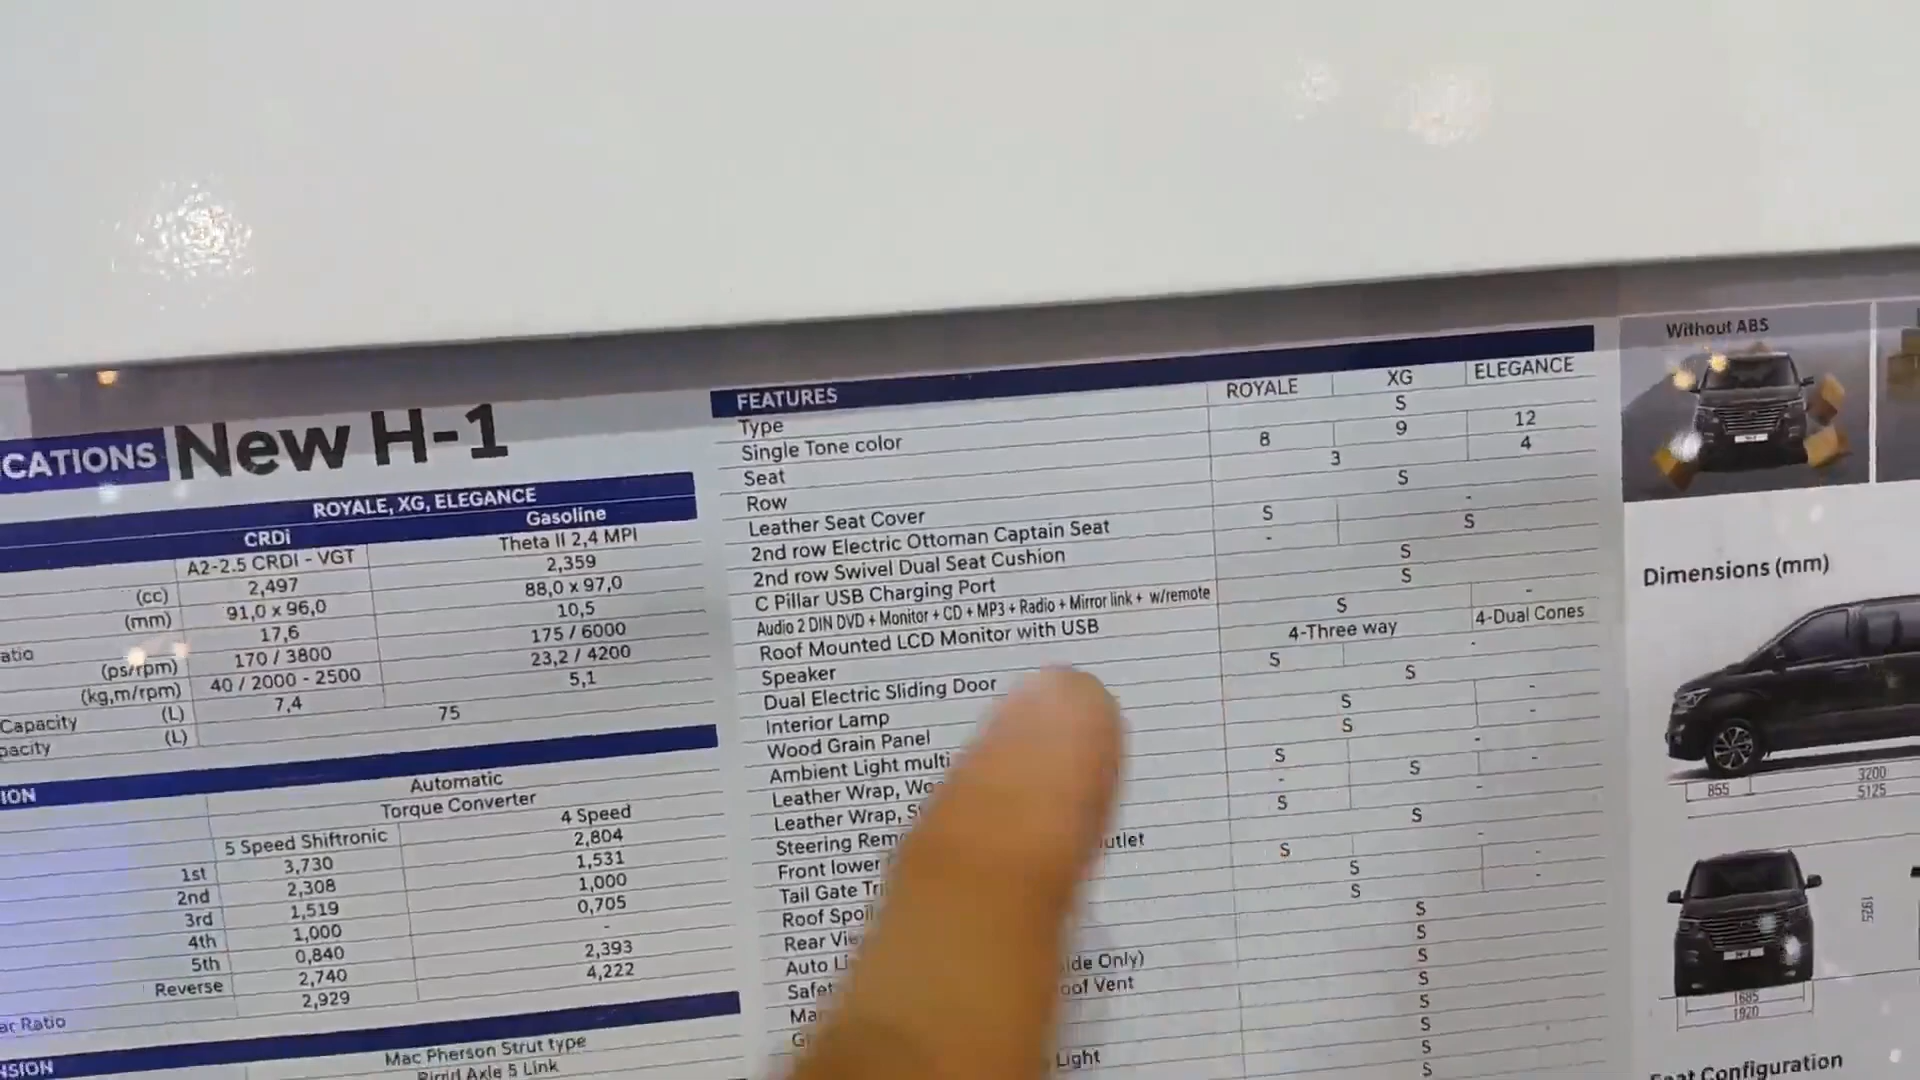 CATIONS New H-1
ROYALE, XG, ELEGANCE
CRDi Gasoline
A2-2.5 CRDI - VGT Theta II 2,4 MPI
(cc) 2,497 2,359
(mm) 91,0 x 96,0 88,0 x 97,0
atio 17,6 10,5
(ps/rpm) 170 / 3800 175 / 6000
(kg,m/rpm) 40 / 2000 - 2500 23,2 / 4200
Capacity (L) 7,4 5,1
pacity (L) 75
ION
Automatic
Torque Converter
5 Speed Shiftronic 4 Speed
1st 3,730 2,804
2nd 2,308 1,531
3rd 1,519 1,000
4th 1,000 0,705
5th 0,840 -
Reverse 2,740 2,393
ar Ratio 2,929 4,222
NSION
Mac Pherson Strut type
Rigid Axle 5 Link
FEATURES
Type ROYALE XG ELEGANCE
Single Tone color S
Seat 8 9 12
Row 3 4
Leather Seat Cover S
2nd row Electric Ottoman Captain Seat S -
2nd row Swivel Dual Seat Cushion - S
C Pillar USB Charging Port S
Audio 2 DIN DVD + Monitor + CD + MP3 + Radio + Mirror link + w/remote S
Roof Mounted LCD Monitor with USB S -
Speaker 4-Three way 4-Dual Cones
Dual Electric Sliding Door S -
Interior Lamp S
Wood Grain Panel S -
Ambient Light multi S -
Leather Wrap, Wo S -
Leather Wrap, S - S -
Steering Rem S -
Front lower utlet S
Tail Gate Tri S -
Roof Spoil S -
Rear Vie S -
Auto Li S
Safet ide Only) S
Man oof Vent S
S
S
Light S
S
S
Without ABS
Dimensions (mm)
855 3200
5125
1925
H-1
1685
1920
Seat Configuration